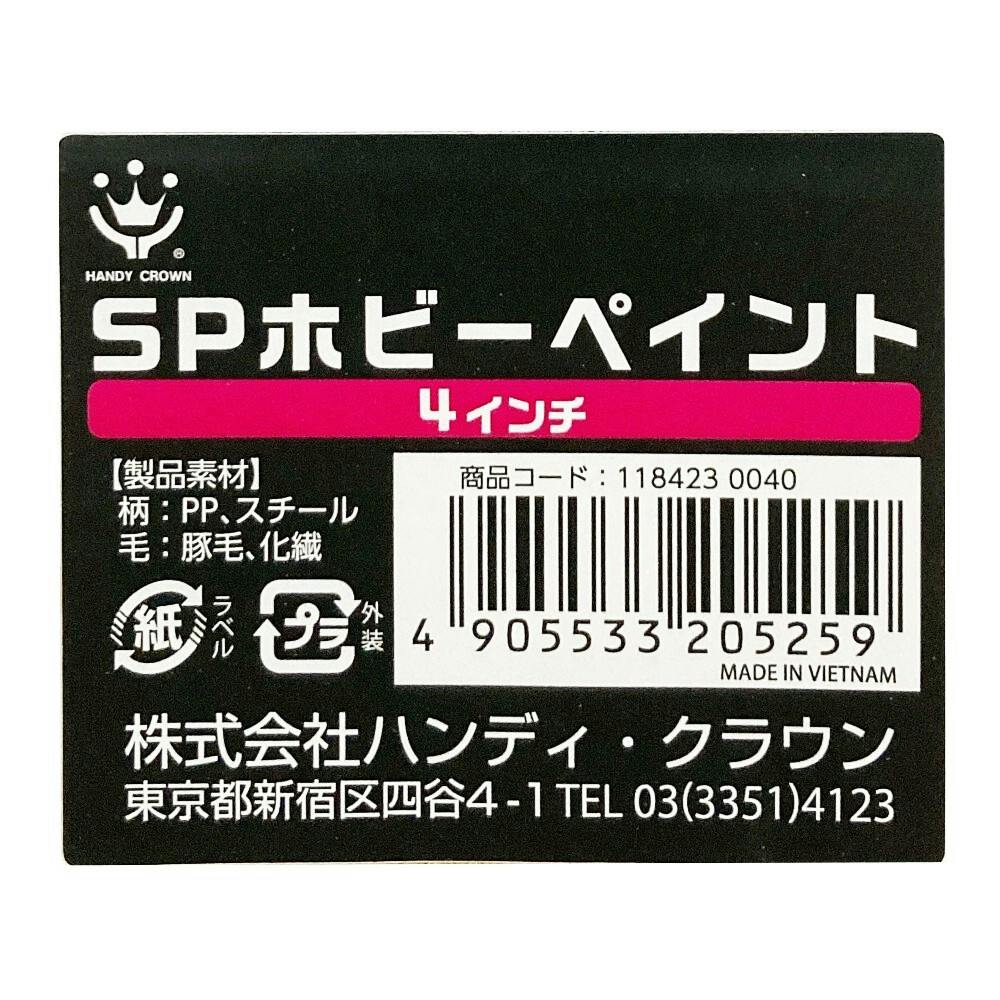 HANDY CROWN
®
SPホビーペイント
4インチ
【製品素材】
柄：PP、スチール
毛：豚毛、化繊
紙
ラベル
プラ
外装
商品コード：118423 0040
4 905533 205259
MADE IN VIETNAM
株式会社ハンディ・クラウン
東京都新宿区四谷4-1 TEL 03(3351)4123